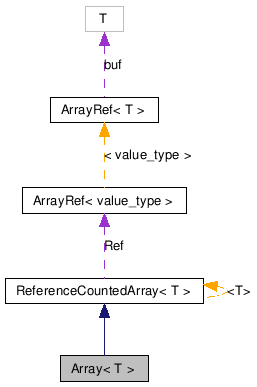 T
buf
ArrayRef< T >
< value_type >
ArrayRef< value_type >
Ref
ReferenceCountedArray< T >
<T>
Array< T >